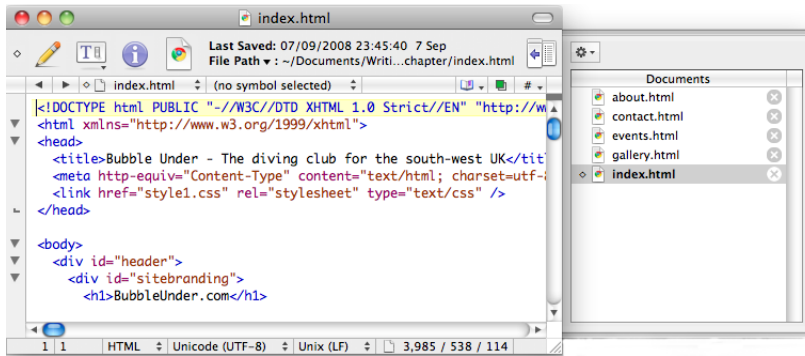 index.html
Last Saved: 07/09/2008 23:45:40 7 Sep
File Path ▾ : ~/Documents/Writi...chapter/index.html
index.html (no symbol selected) #
<!DOCTYPE html PUBLIC "-//W3C//DTD XHTML 1.0 Strict//EN" "http://w
<html xmlns="http://www.w3.org/1999/xhtml">
<head>
<title>Bubble Under - The diving club for the south-west UK</titl
<meta http-equiv="Content-Type" content="text/html; charset=utf-8
<link href="style1.css" rel="stylesheet" type="text/css" />
</head>
<body>
<div id="header">
<div id="sitebranding">
<h1>BubbleUnder.com</h1>
1 1 HTML Unicode (UTF-8) Unix (LF) 3,985 / 538 / 114
Documents
about.html
contact.html
events.html
gallery.html
index.html